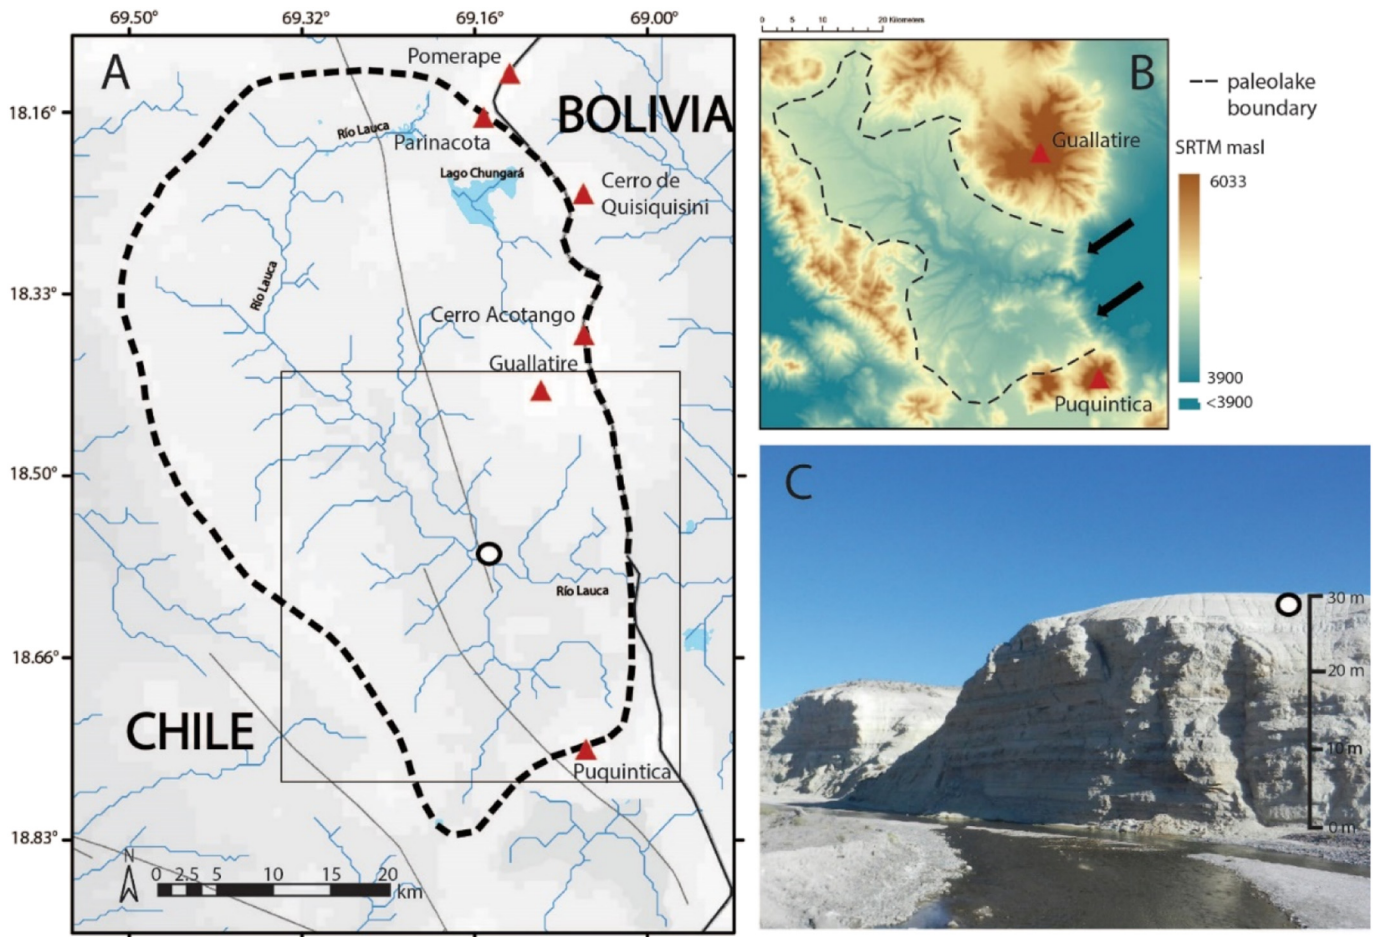 69.50° 69.32° 69.16° 69.00°
A
18.16°
18.33°
18.50°
18.66°
18.83°
Pomerape
BOLIVIA
Río Lauca
Parinacota
Lago Chungará
Cerro de
Quisiquisini
Río Lauca
Cerro Acotango
Guallatire
Río Lauca
CHILE
Puquintica
N
0 2.5 5 10 15 20
km
0 5 10 20 Kilometers
B
Guallatire
Puquintica
paleolake
boundary
SRTM masl
6033
3900
<3900
C
30 m
20 m
10 m
0 m